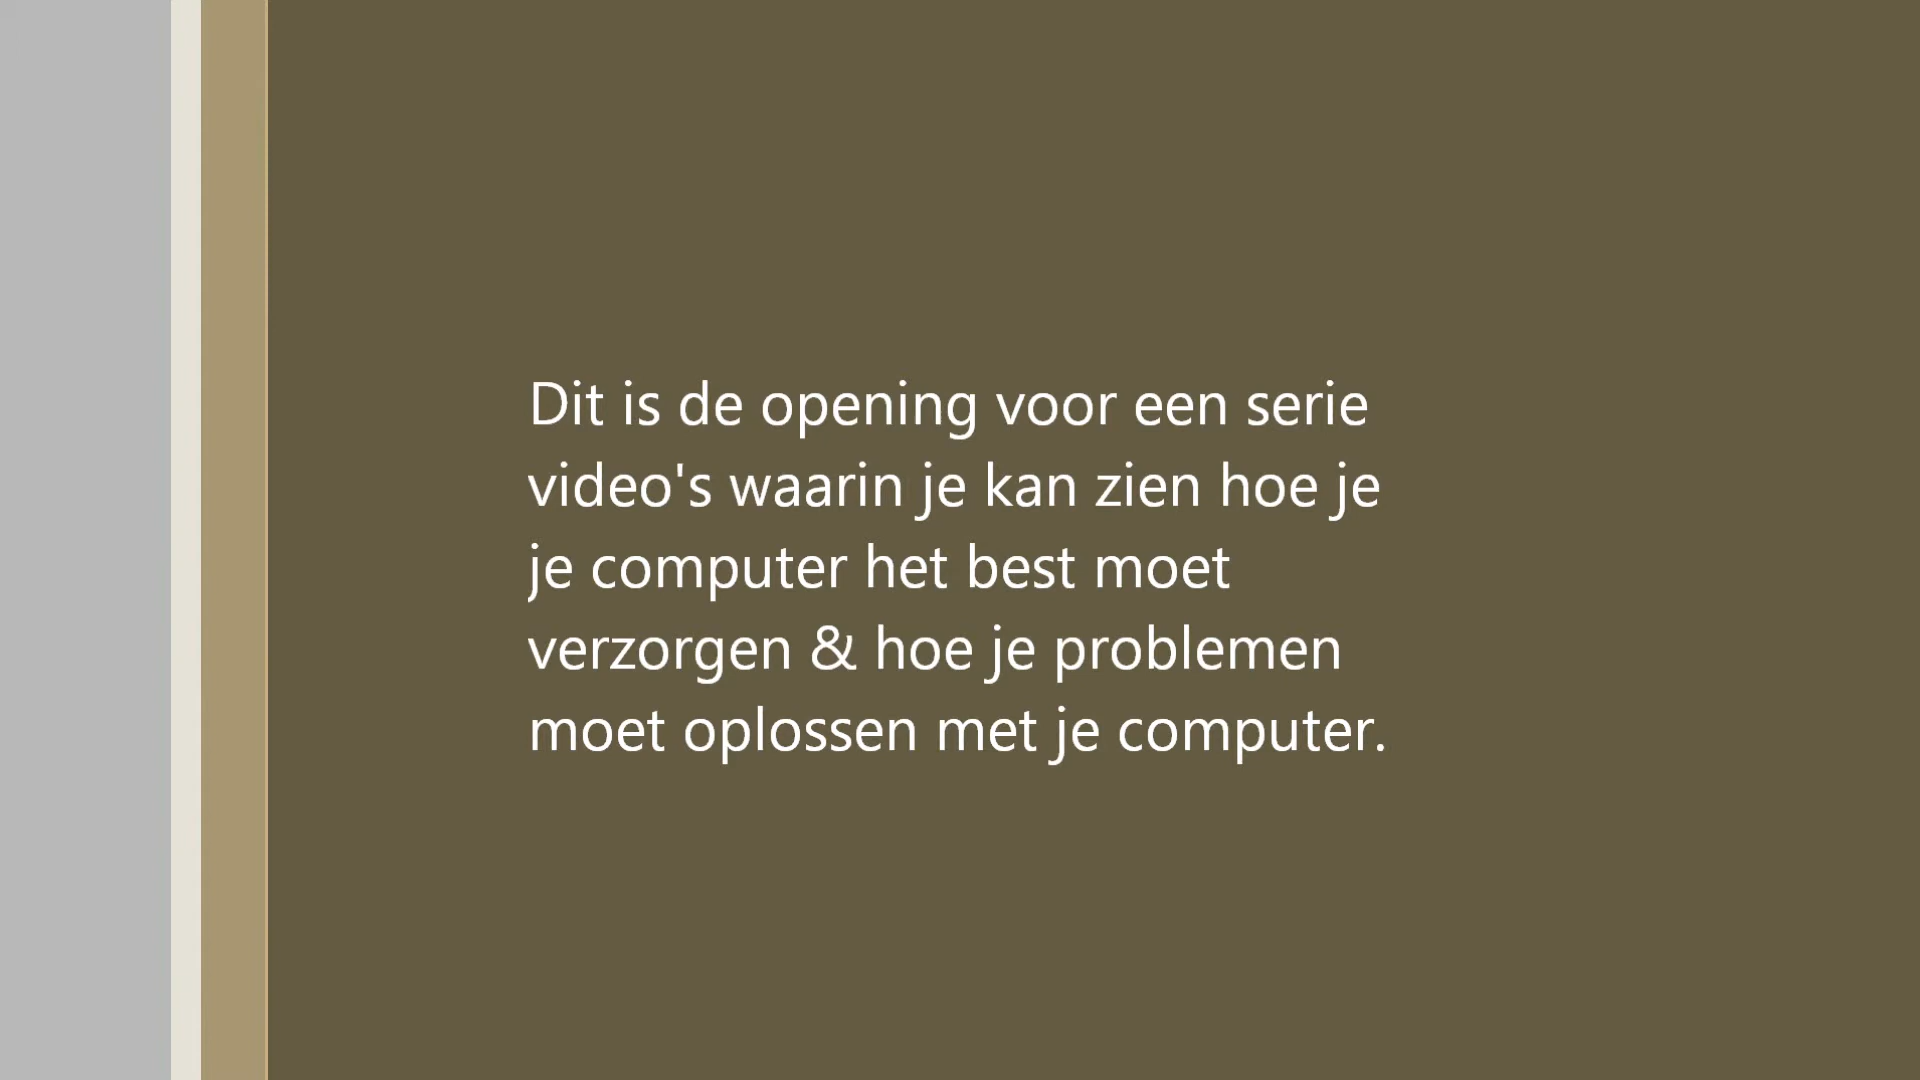 Dit is de opening voor een serie
video's waarin je kan zien hoe je
je computer het best moet
verzorgen & hoe je problemen
moet oplossen met je computer.